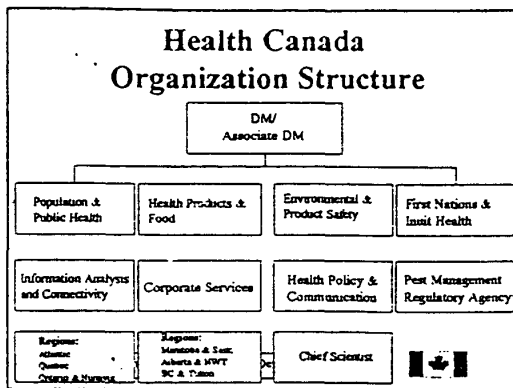 Health Canada
Organization Structure
DM/
Associate DM
Population &
Public Health
Health Products &
Food
Environmental &
Product Safety
First Nations &
Inuit Health
Information Analysis
and Connectivity
Corporate Services
Health Policy &
Communication
Pest Management
Regulatory Agency
Regions:
Atlantic
Quebec
Ontario & Nunavut
Regions:
Manitoba & Sask.
Alberta & NWT
BC & Yukon
Chief Scientist